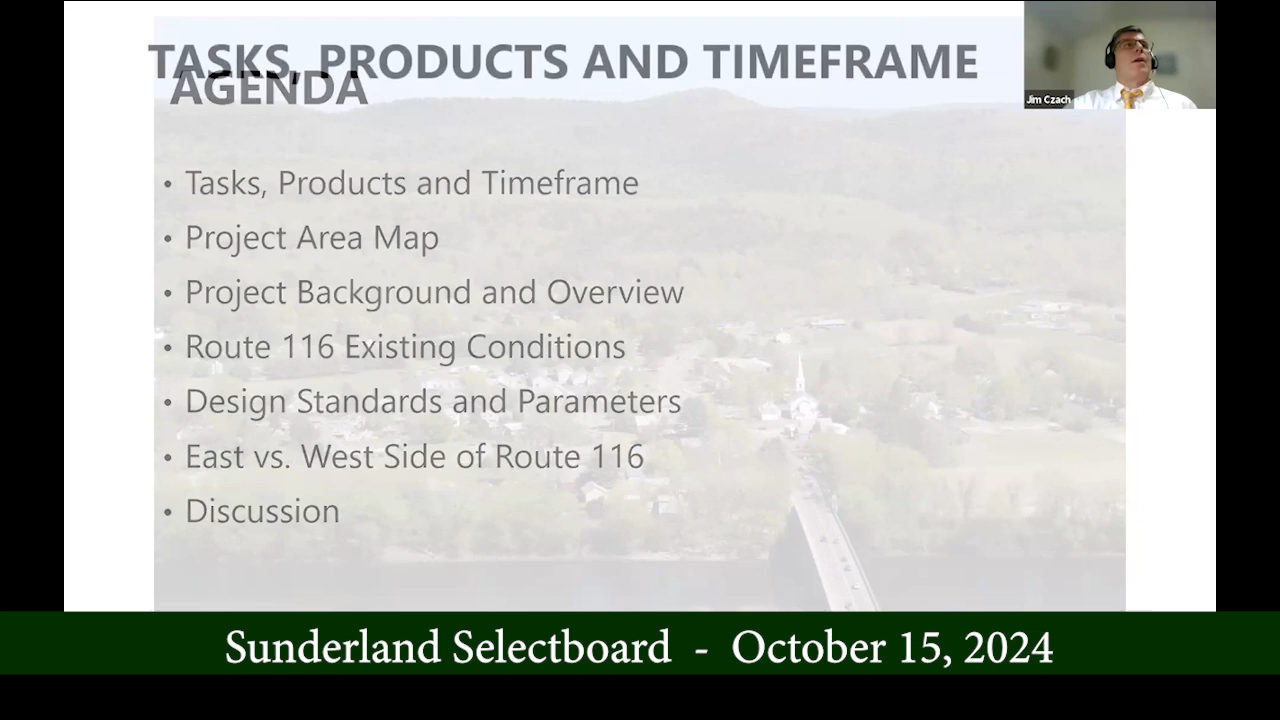 TASKS, PRODUCTS AND TIMEFRAME
AGENDA
Jim Czach
• Tasks, Products and Timeframe
• Project Area Map
• Project Background and Overview
• Route 116 Existing Conditions
• Design Standards and Parameters
• East vs. West Side of Route 116
• Discussion
Sunderland Selectboard - October 15, 2024